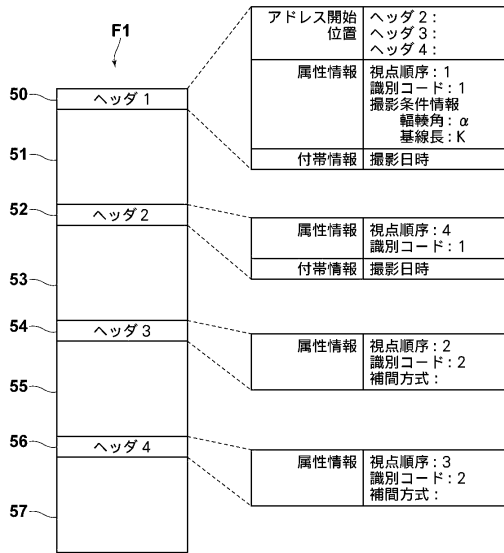 F1
50
ヘッダ 1
51
52
ヘッダ 2
53
54
ヘッダ 3
55
56
ヘッダ 4
57
アドレス開始位置
ヘッダ 2：
ヘッダ 3：
ヘッダ 4：
属性情報
視点順序：1
識別コード：1
撮影条件情報
輻輳角：α
基線長：K
付帯情報
撮影日時
属性情報
視点順序：4
識別コード：1
付帯情報
撮影日時
属性情報
視点順序：2
識別コード：2
補間方式：
属性情報
視点順序：3
識別コード：2
補間方式：